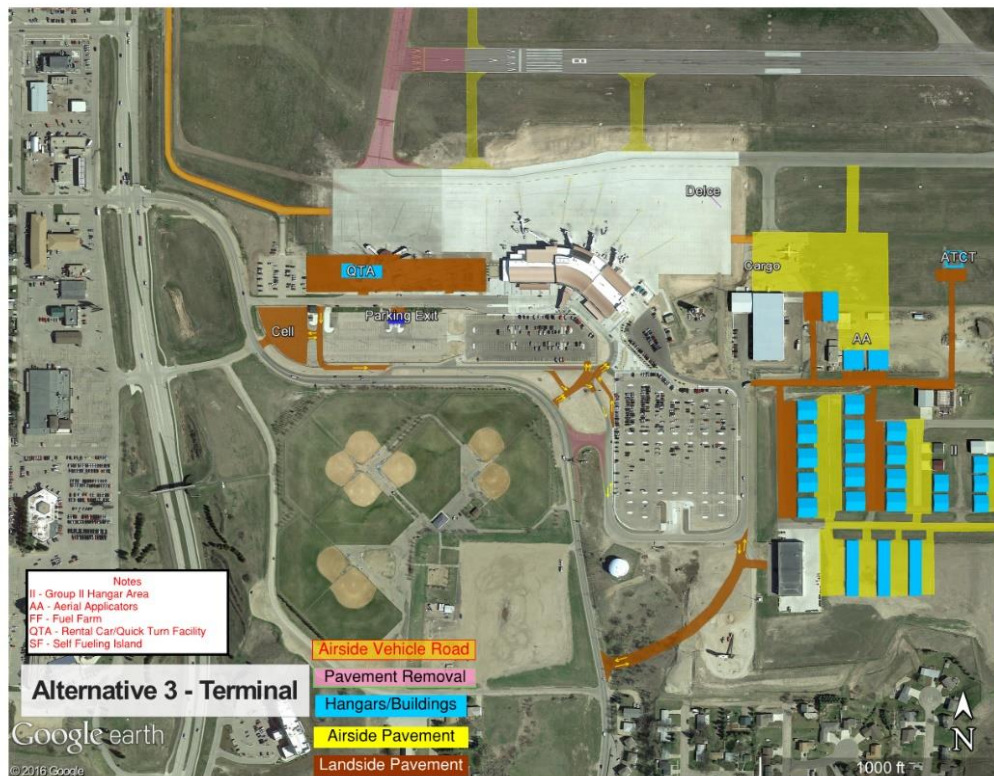 8
Deice
QTA
Cargo
ATCT
Parking Exit
Cell
AA
Notes
II - Group II Hangar Area
AA - Aerial Applicators
FF - Fuel Farm
QTA - Rental Car/Quick Turn Facility
SF - Self Fueling Island
Alternative 3 - Terminal
Airside Vehicle Road
Pavement Removal
Hangars/Buildings
Airside Pavement
Landside Pavement
Google earth
© 2016 Google
N
1000 ft